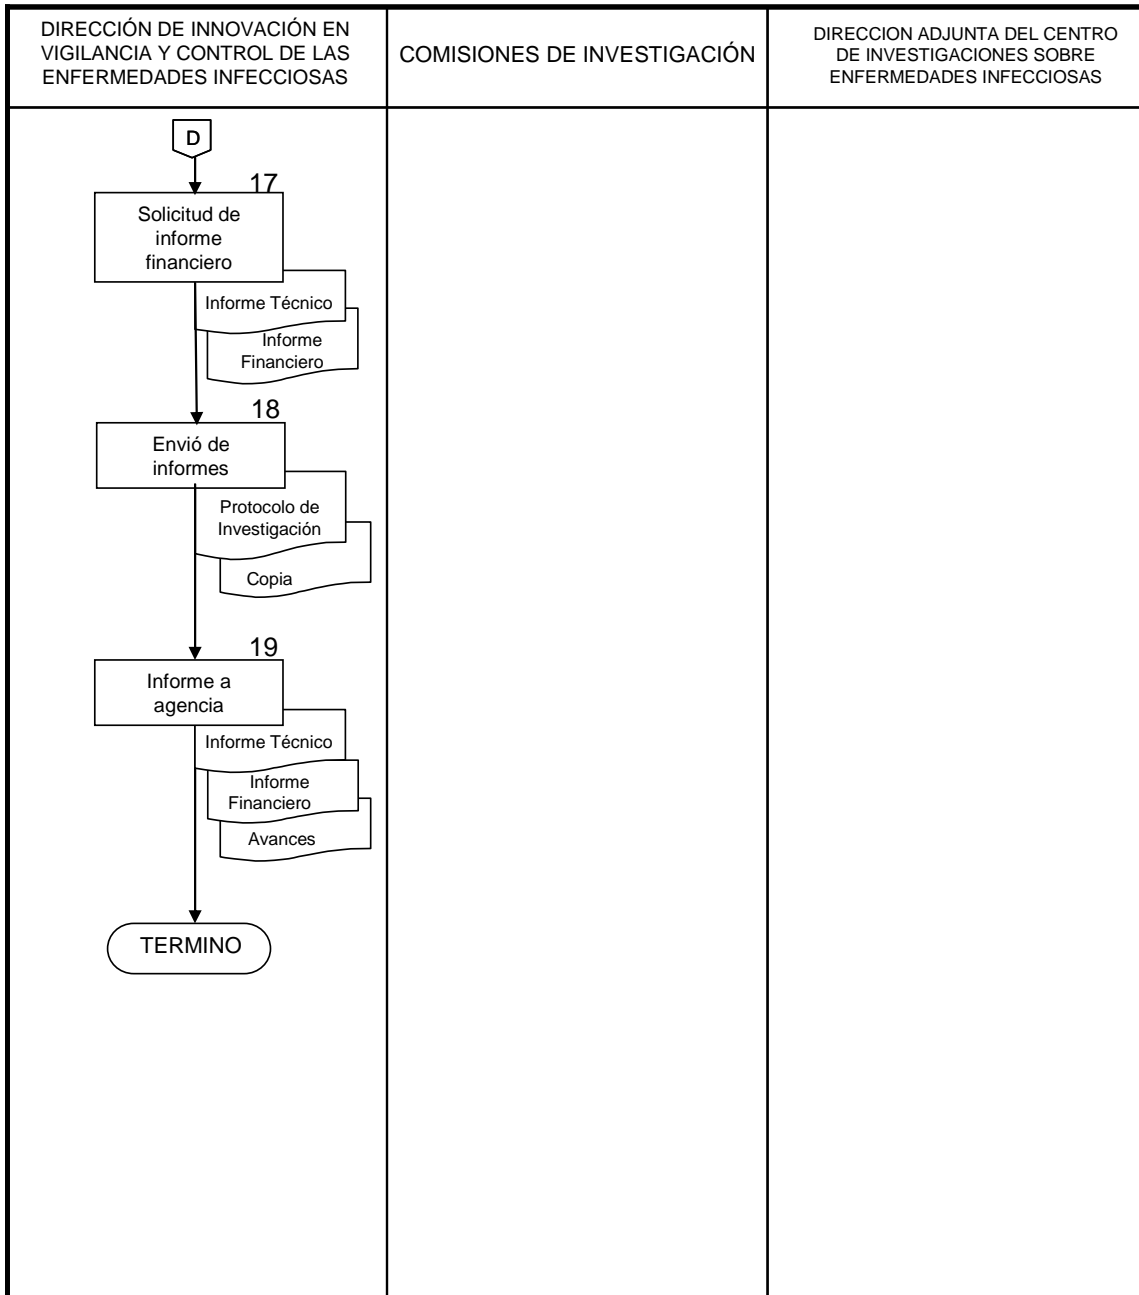 DIRECCIÓN DE INNOVACIÓN EN
VIGILANCIA Y CONTROL DE LAS
ENFERMEDADES INFECCIOSAS
COMISIONES DE INVESTIGACIÓN
DIRECCION ADJUNTA DEL CENTRO
DE INVESTIGACIONES SOBRE
ENFERMEDADES INFECCIOSAS
D
17
Solicitud de
informe
financiero
Informe Técnico
Informe
Financiero
18
Envió de
informes
Protocolo de
Investigación
Copia
19
Informe a
agencia
Informe Técnico
Informe
Financiero
Avances
TERMINO